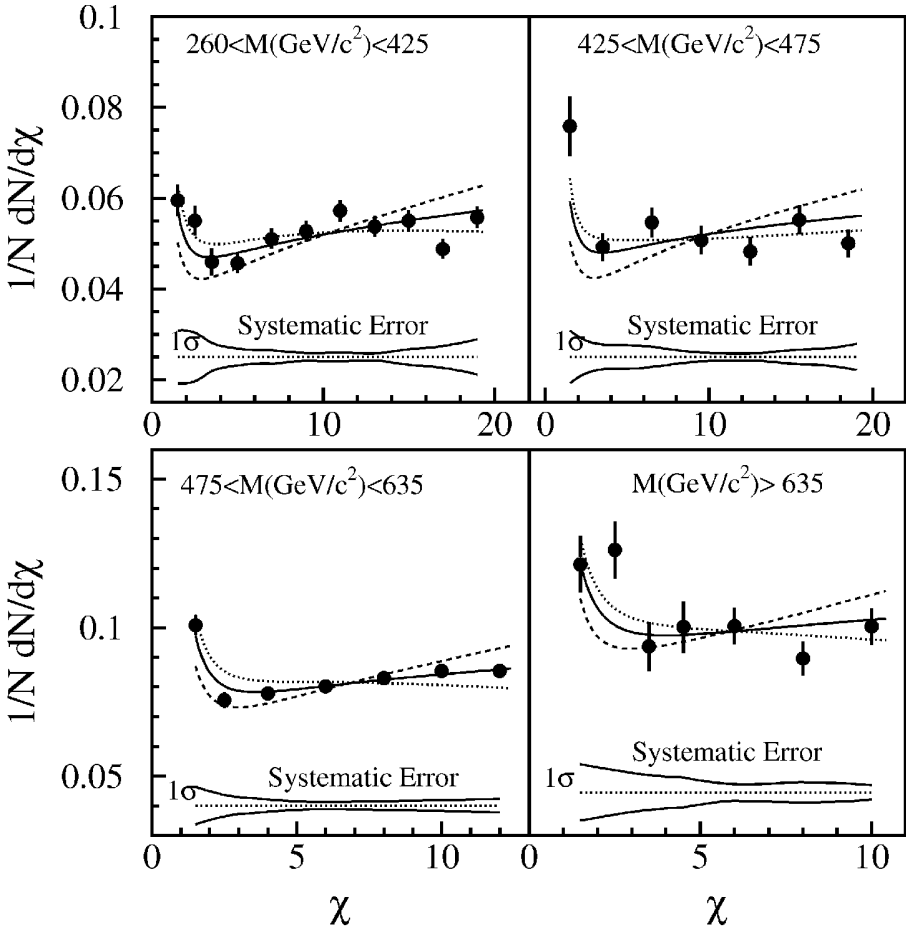 0.1
260<M(GeV/c²)<425
425<M(GeV/c²)<475
0.08
0.06
0.04
0.02
1/N dN/dχ
Systematic Error
1σ
Systematic Error
1σ
0
10
20
0
10
20
0.15
475<M(GeV/c²)<635
M(GeV/c²)> 635
0.1
0.05
1/N dN/dχ
Systematic Error
1σ
Systematic Error
1σ
0
5
10
0
5
10
χ
χ